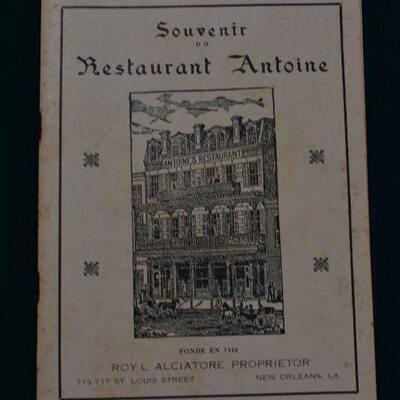 Souvenir
DU
Restaurant Antoine
ANTOINE'S RESTAURANT
FONDE EN 1840
ROY L. ALCIATORE, PROPRIETOR
713-717 ST. LOUIS STREET NEW ORLEANS, LA.